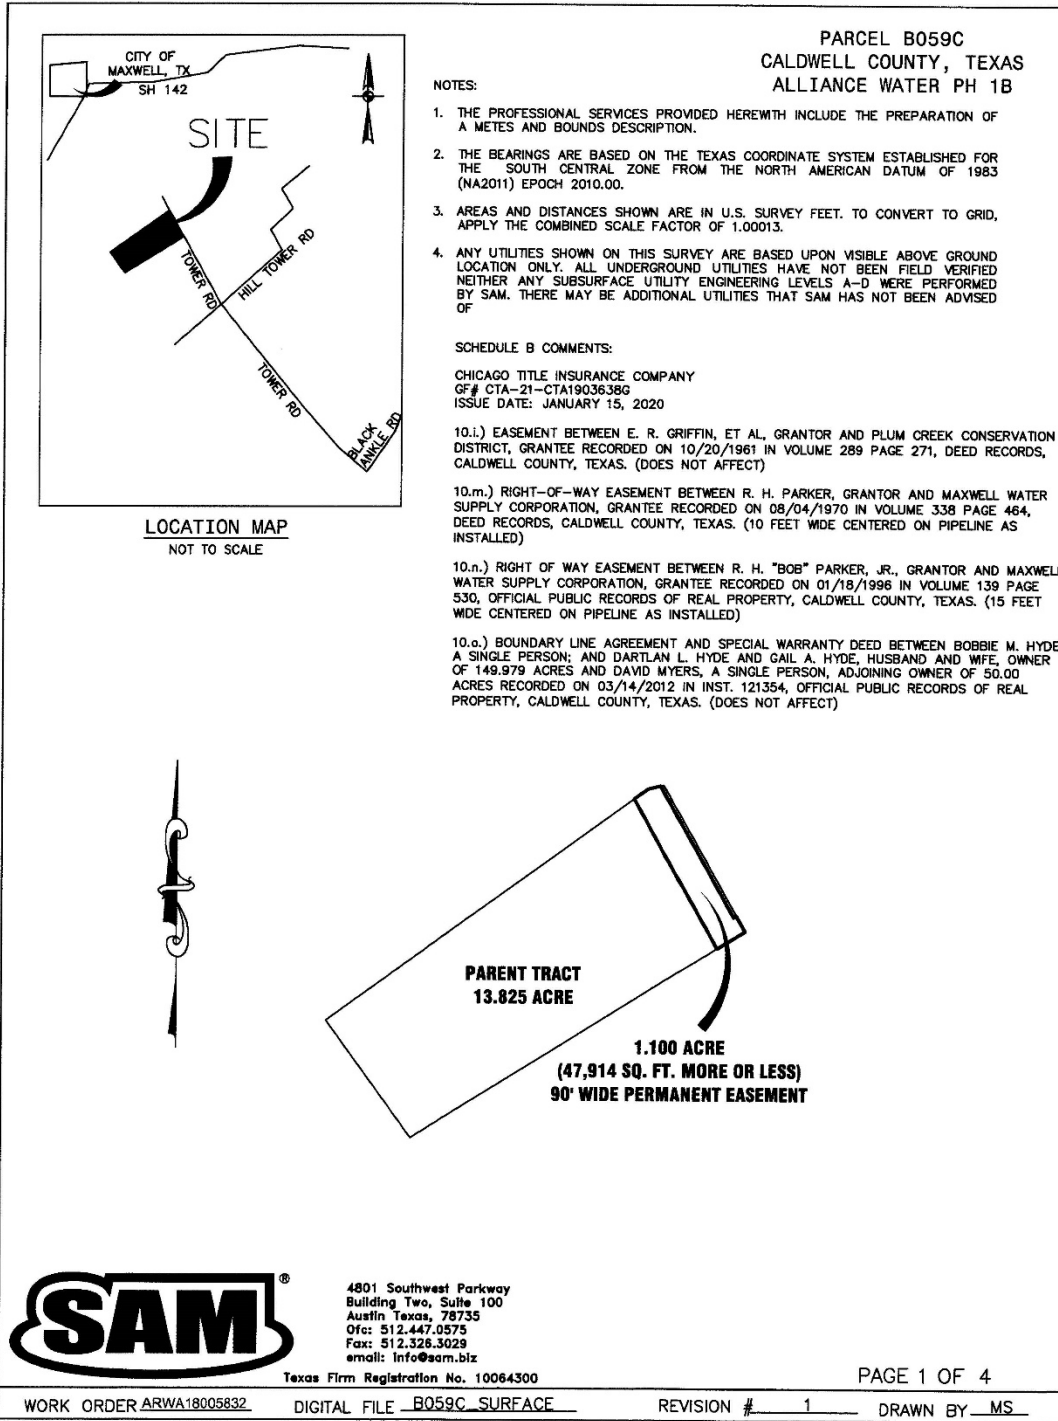 PARCEL B059C
CALDWELL COUNTY, TEXAS
ALLIANCE WATER PH 1B
CITY OF
MAXWELL, TX
SH 142
SITE
TOWER RD
HILL TOWER RD
TOWER RD
BLACK
ANKLE RD
LOCATION MAP
NOT TO SCALE
NOTES:
1. THE PROFESSIONAL SERVICES PROVIDED HEREWITH INCLUDE THE PREPARATION OF
A METES AND BOUNDS DESCRIPTION.
2. THE BEARINGS ARE BASED ON THE TEXAS COORDINATE SYSTEM ESTABLISHED FOR
THE SOUTH CENTRAL ZONE FROM THE NORTH AMERICAN DATUM OF 1983
(NA2011) EPOCH 2010.00.
3. AREAS AND DISTANCES SHOWN ARE IN U.S. SURVEY FEET. TO CONVERT TO GRID,
APPLY THE COMBINED SCALE FACTOR OF 1.00013.
4. ANY UTILITIES SHOWN ON THIS SURVEY ARE BASED UPON VISIBLE ABOVE GROUND
LOCATION ONLY. ALL UNDERGROUND UTILITIES HAVE NOT BEEN FIELD VERIFIED
NEITHER ANY SUBSURFACE UTILITY ENGINEERING LEVELS A-D WERE PERFORMED
BY SAM. THERE MAY BE ADDITIONAL UTILITIES THAT SAM HAS NOT BEEN ADVISED
OF
SCHEDULE B COMMENTS:
CHICAGO TITLE INSURANCE COMPANY
GF# CTA-21-CTA1903638G
ISSUE DATE: JANUARY 15, 2020
10.i.) EASEMENT BETWEEN E. R. GRIFFIN, ET AL, GRANTOR AND PLUM CREEK CONSERVATION
DISTRICT, GRANTEE RECORDED ON 10/20/1961 IN VOLUME 289 PAGE 271, DEED RECORDS,
CALDWELL COUNTY, TEXAS. (DOES NOT AFFECT)
10.m.) RIGHT-OF-WAY EASEMENT BETWEEN R. H. PARKER, GRANTOR AND MAXWELL WATER
SUPPLY CORPORATION, GRANTEE RECORDED ON 08/04/1970 IN VOLUME 338 PAGE 464,
DEED RECORDS, CALDWELL COUNTY, TEXAS. (10 FEET WIDE CENTERED ON PIPELINE AS
INSTALLED)
10.n.) RIGHT OF WAY EASEMENT BETWEEN R. H. "BOB" PARKER, JR., GRANTOR AND MAXWELL
WATER SUPPLY CORPORATION, GRANTEE RECORDED ON 01/18/1996 IN VOLUME 139 PAGE
530, OFFICIAL PUBLIC RECORDS OF REAL PROPERTY, CALDWELL COUNTY, TEXAS. (15 FEET
WIDE CENTERED ON PIPELINE AS INSTALLED)
10.o.) BOUNDARY LINE AGREEMENT AND SPECIAL WARRANTY DEED BETWEEN BOBBIE M. HYDE
A SINGLE PERSON; AND DARTLAN L. HYDE AND GAIL A. HYDE, HUSBAND AND WIFE, OWNER
OF 149.979 ACRES AND DAVID MYERS, A SINGLE PERSON, ADJOINING OWNER OF 50.00
ACRES RECORDED ON 03/14/2012 IN INST. 121354, OFFICIAL PUBLIC RECORDS OF REAL
PROPERTY, CALDWELL COUNTY, TEXAS. (DOES NOT AFFECT)
PARENT TRACT
13.825 ACRE
1.100 ACRE
(47,914 SQ. FT. MORE OR LESS)
90' WIDE PERMANENT EASEMENT
SAM®
4801 Southwest Parkway
Building Two, Suite 100
Austin Texas, 78735
Ofc: 512.447.0575
Fax: 512.326.3029
email: info@sam.biz
Texas Firm Registration No. 10064300
PAGE 1 OF 4
WORK ORDER ARWA18005832 DIGITAL FILE B059C_SURFACE REVISION # 1 DRAWN BY MS